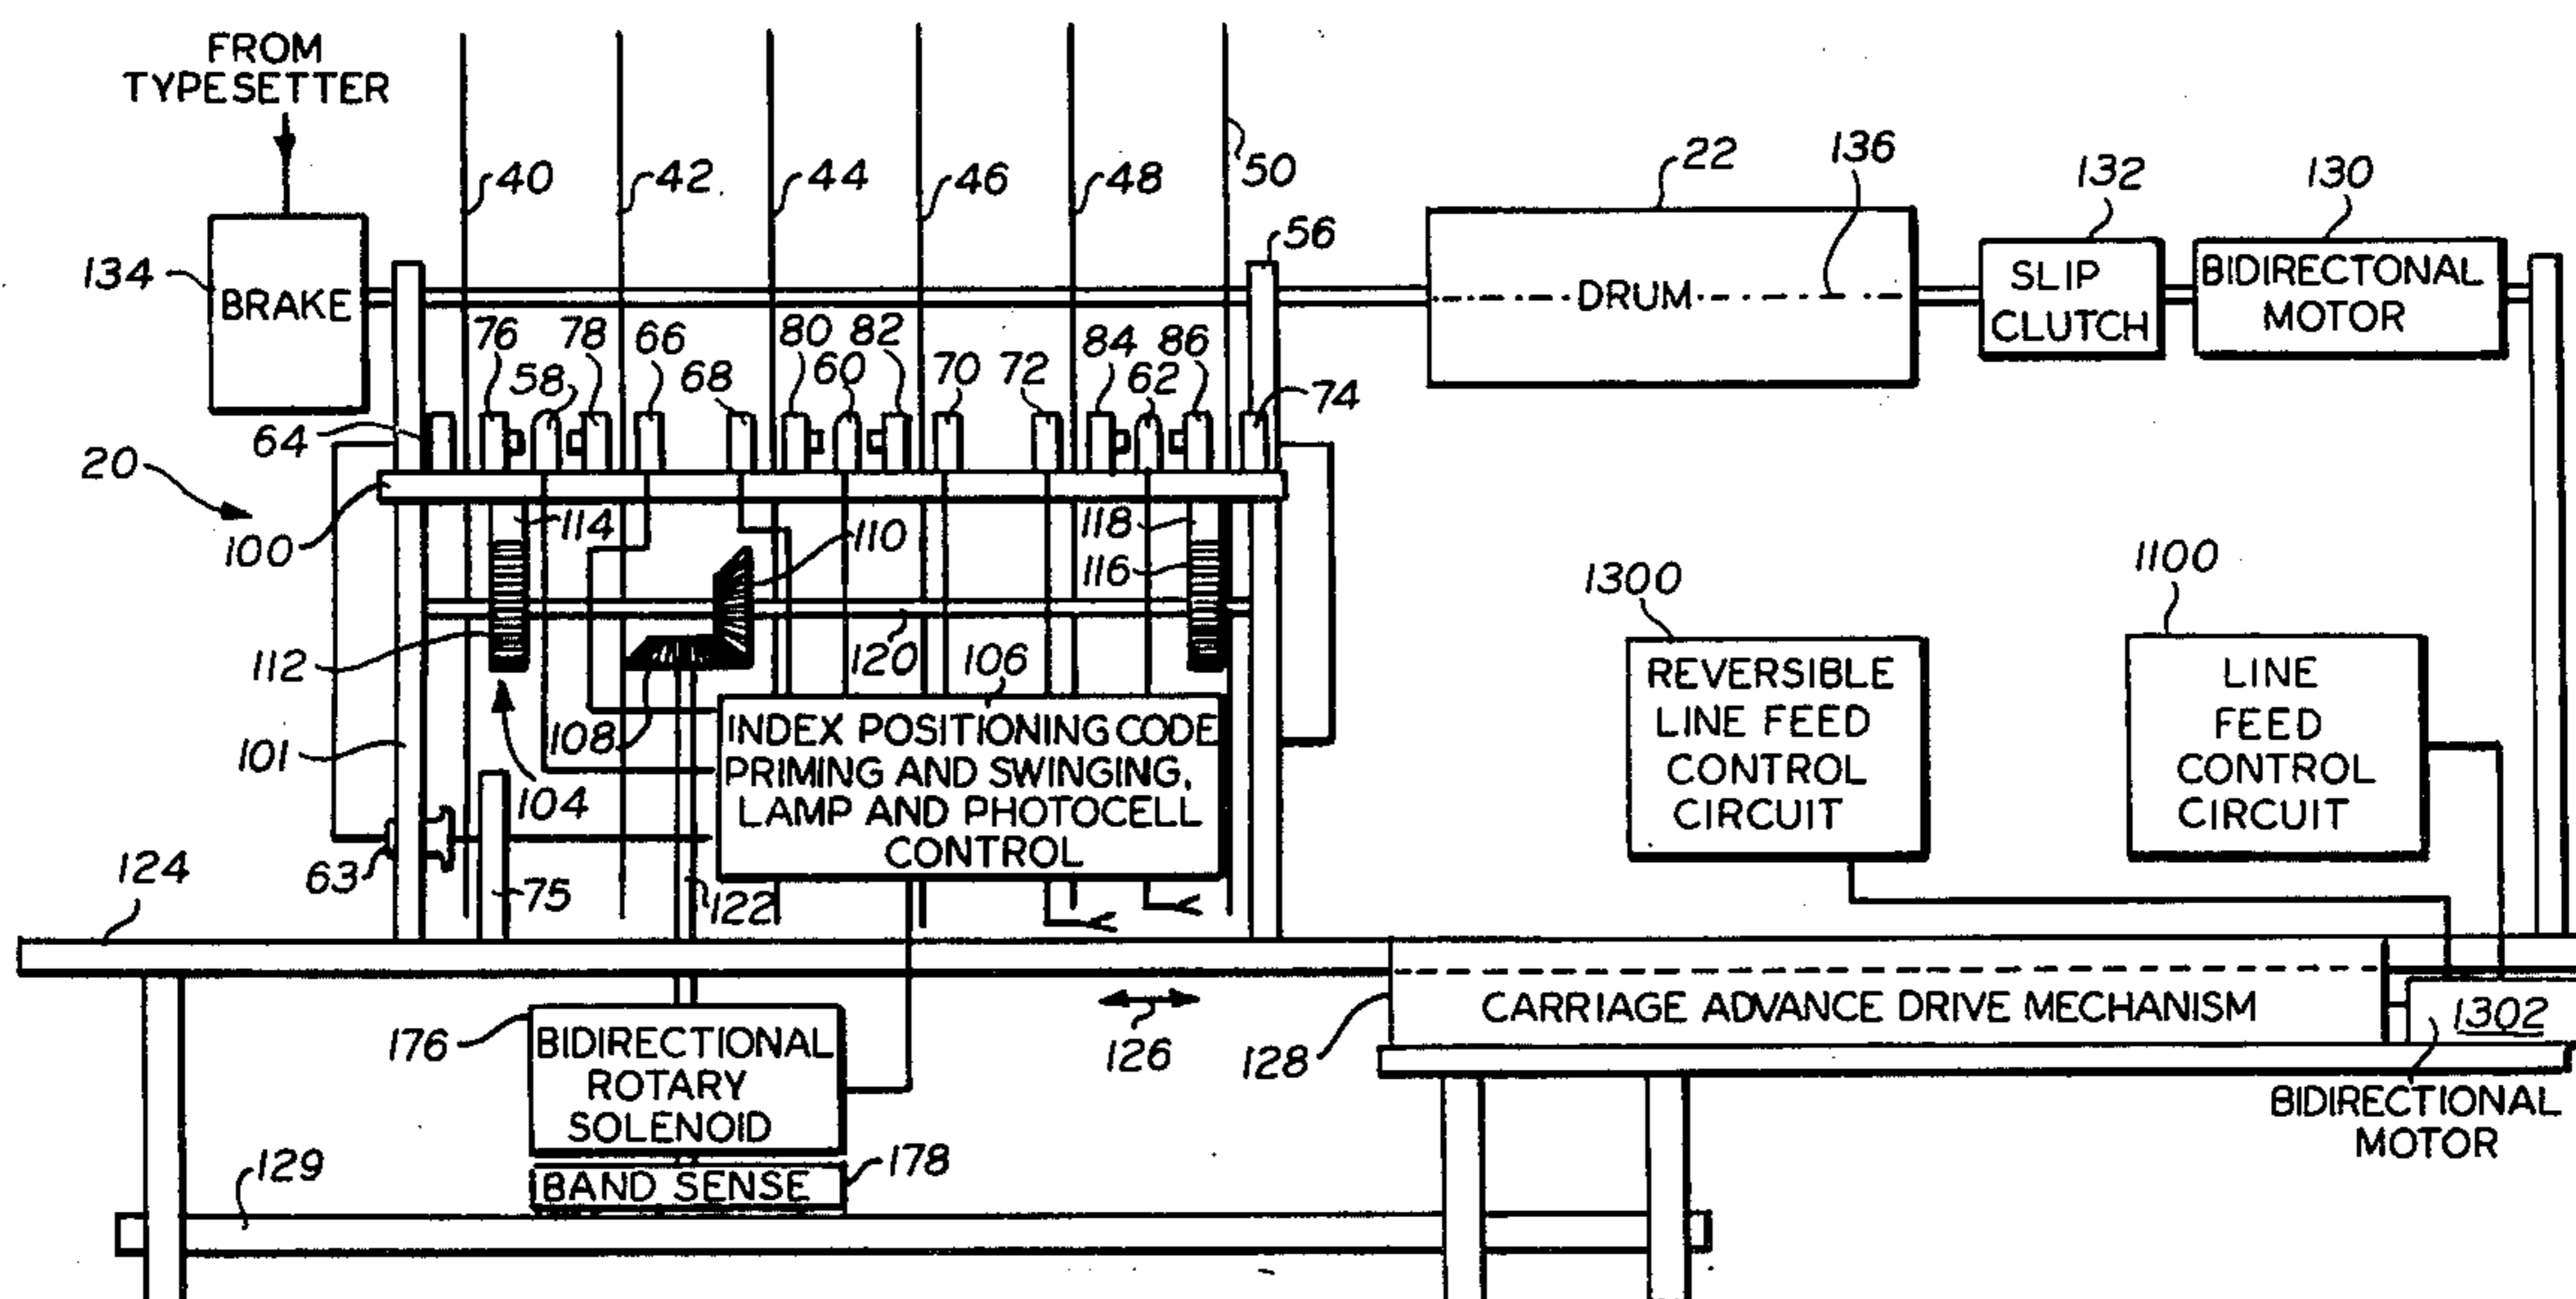 FROM
TYPESETTER
40
42
44
46
48
50
22
136
132
130
56
134
BRAKE
DRUM
SLIP
CLUTCH
BIDIRECTONAL
MOTOR
76
58
78
66
68
80
60
82
70
72
84
62
86
74
64
20
100
114
110
118
116
112
120
106
1300
1100
REVERSIBLE
LINE FEED
CONTROL
CIRCUIT
LINE
FEED
CONTROL
CIRCUIT
101
104
108
INDEX POSITIONING CODE
PRIMING AND SWINGING,
LAMP AND PHOTOCELL
CONTROL
63
75
122
124
126
128
CARRIAGE ADVANCE DRIVE MECHANISM
1302
BIDIRECTIONAL
MOTOR
176
BIDIRECTIONAL
ROTARY
SOLENOID
178
BAND SENSE
129